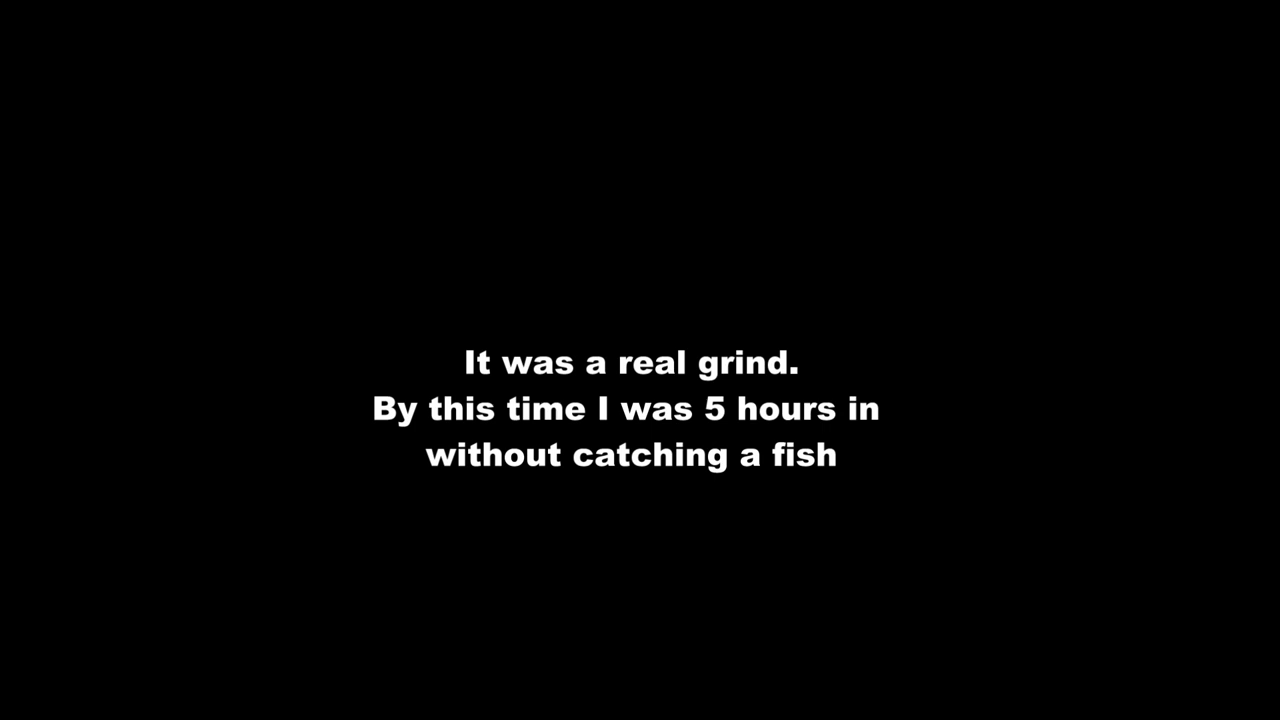 It was a real grind.
By this time I was 5 hours in
without catching a fish